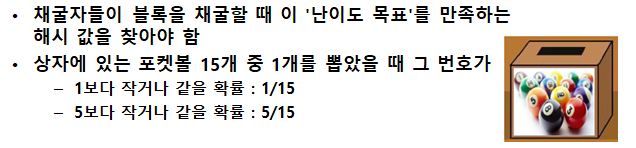 • 채굴자들이 블록을 채굴할 때 이 '난이도 목표'를 만족하는
해시 값을 찾아야 함
• 상자에 있는 포켓볼 15개 중 1개를 뽑았을 때 그 번호가
– 1보다 작거나 같을 확률 : 1/15
– 5보다 작거나 같을 확률 : 5/15